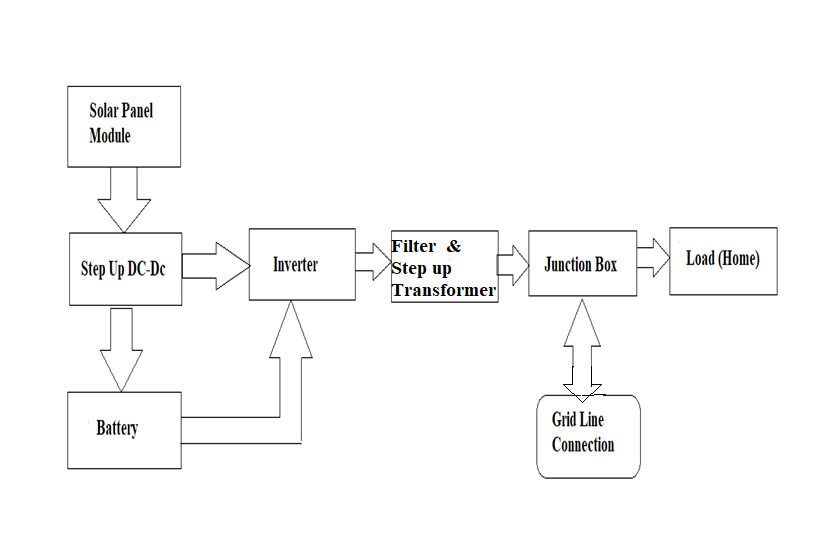 Solar Panel
Module
Step Up DC-Dc
Inverter
Filter &
Step up
Transformer
Junction Box
Load (Home)
Battery
Grid Line
Connection